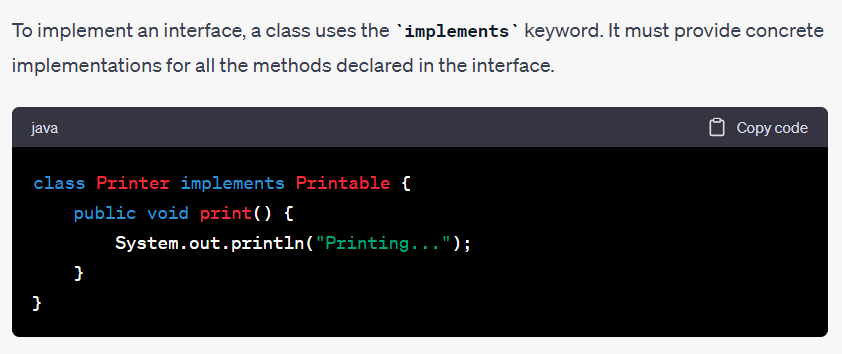 To implement an interface, a class uses the `implements` keyword. It must provide concrete
implementations for all the methods declared in the interface.
java
Copy code
class Printer implements Printable {
    public void print() {
        System.out.println("Printing...");
    }
}